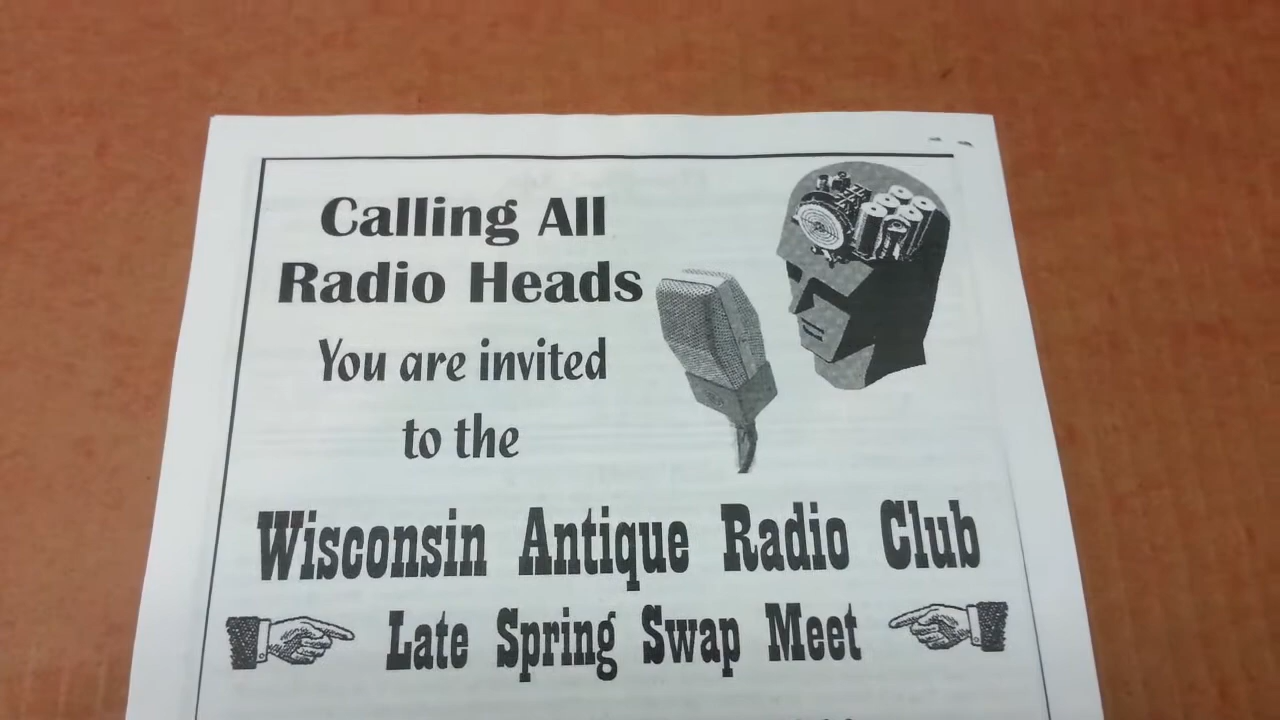 Calling All
Radio Heads
You are invited
to the
Wisconsin Antique Radio Club
Late Spring Swap Meet